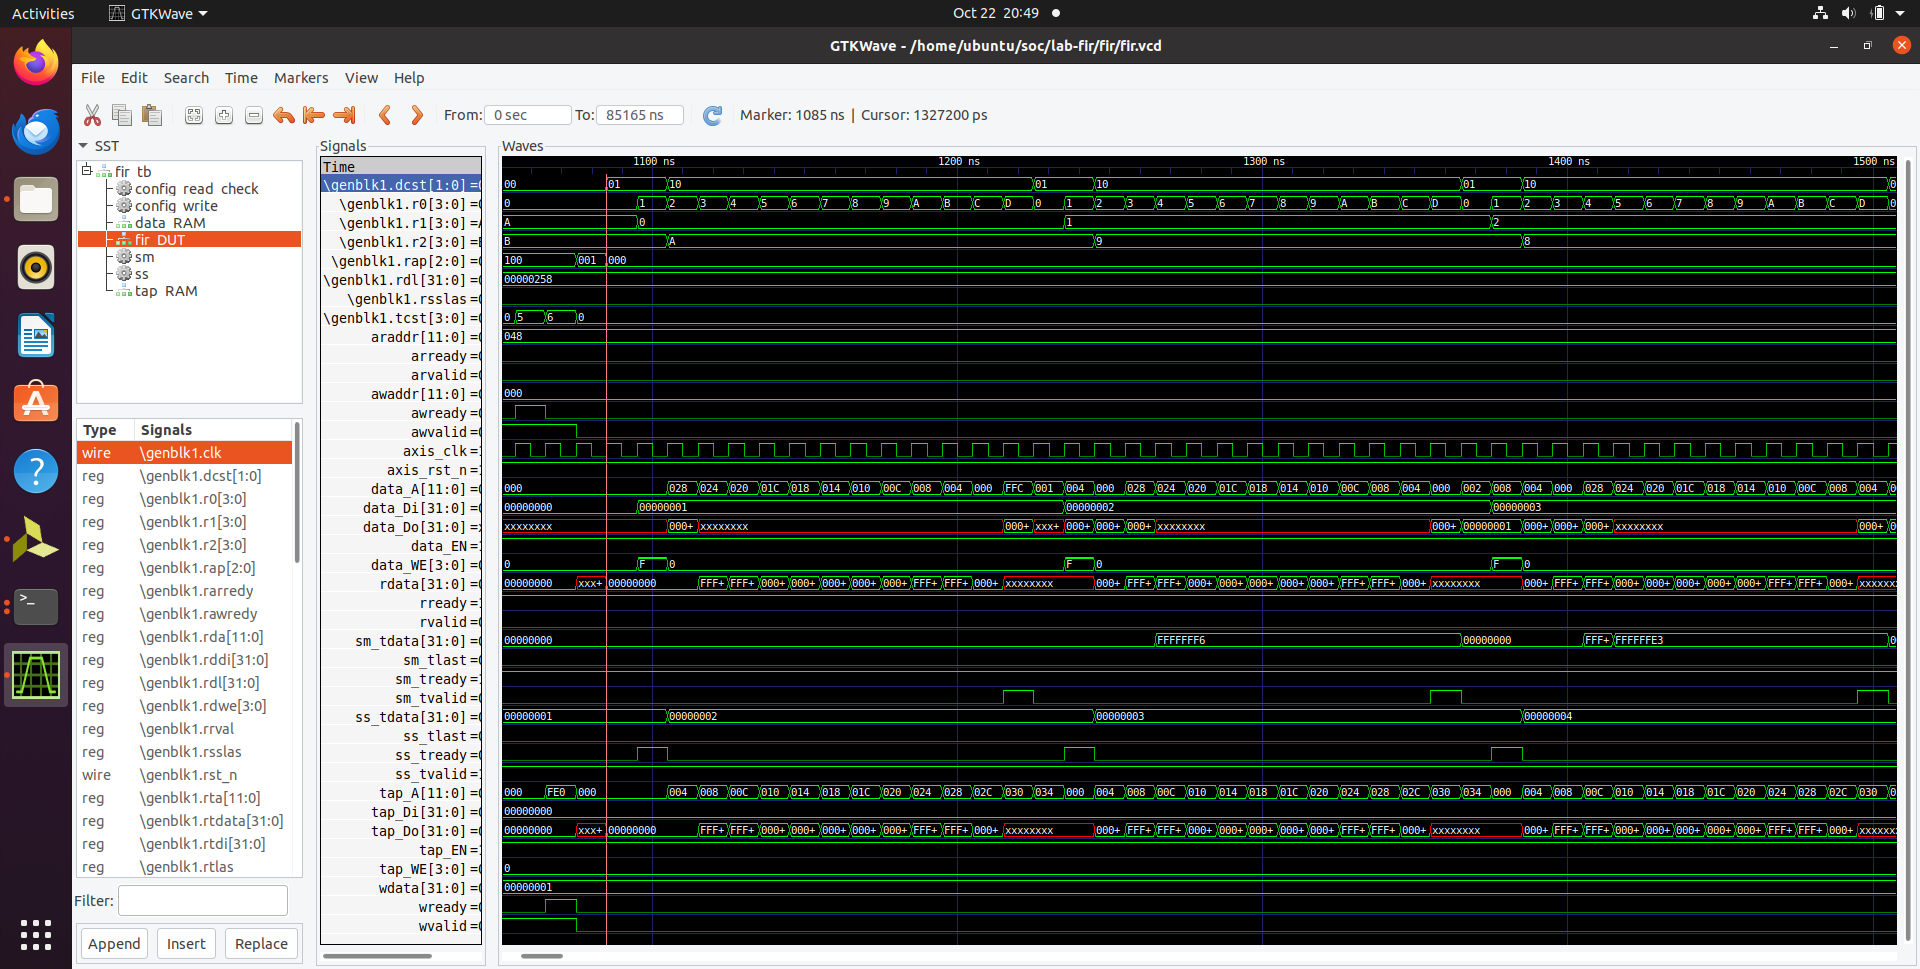 Activities GTKWave Oct 22 20:49
GTKWave - /home/ubuntu/soc/lab-fir/fir/fir.vcd
File Edit Search Time Markers View Help
From: 0 sec To: 85165 ns Marker: 1085 ns | Cursor: 1327200 ps
SST
fir_tb
config_read_check
config_write
data_RAM
fir_DUT
sm
ss
tap_RAM
Type Signals
wire \genblk1.clk
reg \genblk1.dcst[1:0]
reg \genblk1.r0[3:0]
reg \genblk1.r1[3:0]
reg \genblk1.r2[3:0]
reg \genblk1.rap[2:0]
reg \genblk1.rarredy
reg \genblk1.rawredy
reg \genblk1.rda[11:0]
reg \genblk1.rddi[31:0]
reg \genblk1.rdl[31:0]
reg \genblk1.rdwe[3:0]
reg \genblk1.rrval
reg \genblk1.rsslas
wire \genblk1.rst_n
reg \genblk1.rta[11:0]
reg \genblk1.rtdata[31:0]
reg \genblk1.rtdi[31:0]
reg \genblk1.rtlas
Filter:
Append Insert Replace
Signals Waves
Time 1100 ns 1200 ns 1300 ns 1400 ns 1500 ns
\genblk1.dcst[1:0] = 00 01 10 01 10 01 10
\genblk1.r0[3:0] = 0 1 2 3 4 5 6 7 8 9 A B C D 0 1 2 3 4 5 6 7 8 9 A B C D 0 1 2 3 4 5 6 7 8 9 A B C D 0
\genblk1.r1[3:0] = A 0 1 2
\genblk1.r2[3:0] = B A 9 8
\genblk1.rap[2:0] = 100 001 000
\genblk1.rdl[31:0] = 00000258
\genblk1.rsslas =
\genblk1.tcst[3:0] = 0 5 6 0
araddr[11:0] = 048
arready =
arvalid =
awaddr[11:0] = 000
awready =
awvalid =
axis_clk =
axis_rst_n =
data_A[11:0] = 000 028 024 020 01C 018 014 010 00C 008 004 000 FFC 001 004 000 028 024 020 01C 018 014 010 00C 008 004 000 002 008 004 000 028 024 020 01C 018 014 010 00C 008 004
data_Di[31:0] = 00000000 00000001 00000002 00000003
data_Do[31:0] = xxxxxxxx 000+ xxxxxxxx 000+ xxx+ 000+ 000+ 000+ xxxxxxxx 000+ 00000001 000+ 000+ 000+ xxxxxxxx 000+
data_EN =
data_WE[3:0] = 0 F 0 F 0 F 0
rdata[31:0] = 00000000 xxx+ 00000000 FFF+ FFF+ 000+ 000+ 000+ 000+ 000+ FFF+ FFF+ 000+ xxxxxxxx 000+ FFF+ FFF+ 000+ 000+ 000+ 000+ 000+ FFF+ FFF+ 000+ xxxxxxxx 000+ FFF+ FFF+ 000+ 000+ 000+ 000+ 000+ FFF+ FFF+ 000+ xxxxxx
rready =
rvalid =
sm_tdata[31:0] = 00000000 FFFFFFF6 00000000 FFF+ FFFFFFE3
sm_tlast =
sm_tready =
sm_tvalid =
ss_tdata[31:0] = 00000001 00000002 00000003 00000004
ss_tlast =
ss_tready =
ss_tvalid =
tap_A[11:0] = 000 FE0 000 004 008 00C 010 014 018 01C 020 024 028 02C 030 034 000 004 008 00C 010 014 018 01C 020 024 028 02C 030 034 000 004 008 00C 010 014 018 01C 020 024 028 02C 030
tap_Di[31:0] = 00000000
tap_Do[31:0] = 00000000 xxx+ 00000000 FFF+ FFF+ 000+ 000+ 000+ 000+ 000+ FFF+ FFF+ 000+ xxxxxxxx 000+ FFF+ FFF+ 000+ 000+ 000+ 000+ 000+ FFF+ FFF+ 000+ xxxxxxxx 000+ FFF+ FFF+ 000+ 000+ 000+ 000+ 000+ FFF+ FFF+ 000+ xxxxxx
tap_EN =
tap_WE[3:0] = 0
wdata[31:0] = 00000001
wready =
wvalid =